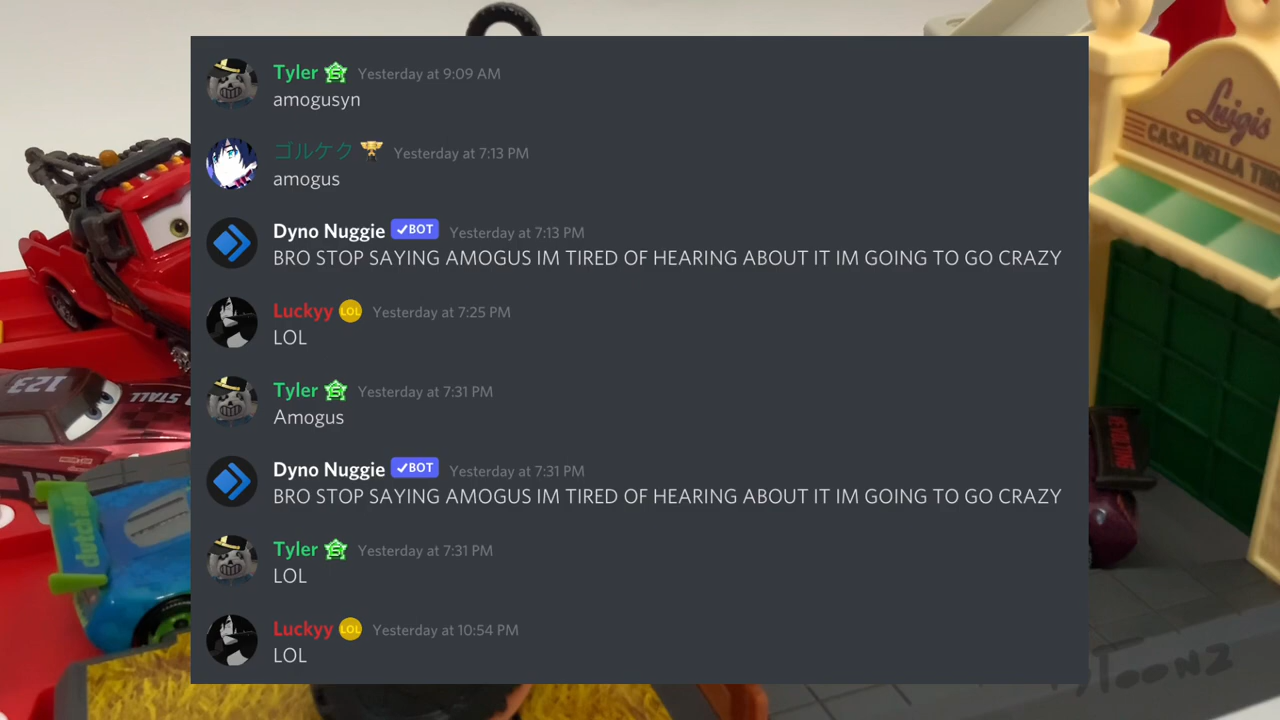 Tyler Yesterday at 9:09 AM
amogusyn
ゴルケク Yesterday at 7:13 PM
amogus
Dyno Nuggie ✓BOT Yesterday at 7:13 PM
BRO STOP SAYING AMOGUS IM TIRED OF HEARING ABOUT IT IM GOING TO GO CRAZY
Luckyy LOL Yesterday at 7:25 PM
LOL
Tyler Yesterday at 7:31 PM
Amogus
Dyno Nuggie ✓BOT Yesterday at 7:31 PM
BRO STOP SAYING AMOGUS IM TIRED OF HEARING ABOUT IT IM GOING TO GO CRAZY
Tyler Yesterday at 7:31 PM
LOL
Luckyy LOL Yesterday at 10:54 PM
LOL
Luigis
CASA DELLA
123
STALL
clutch